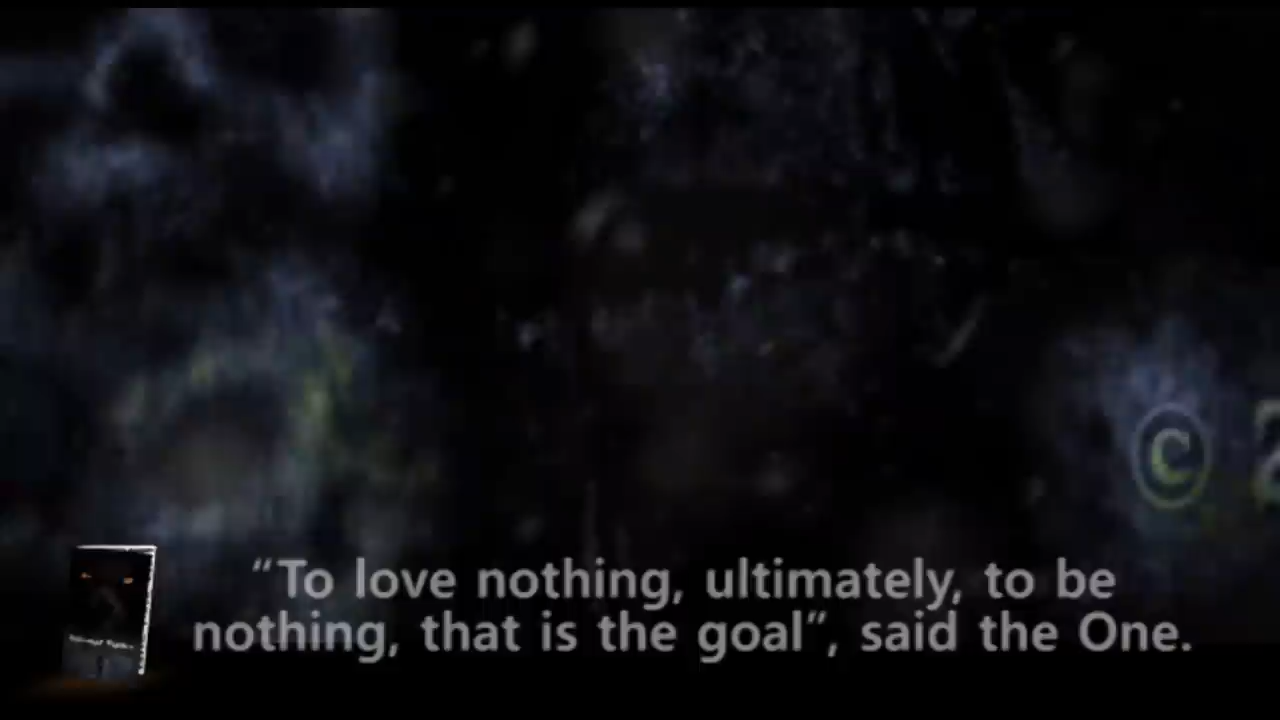 ©
“To love nothing, ultimately, to be
nothing, that is the goal”, said the One.